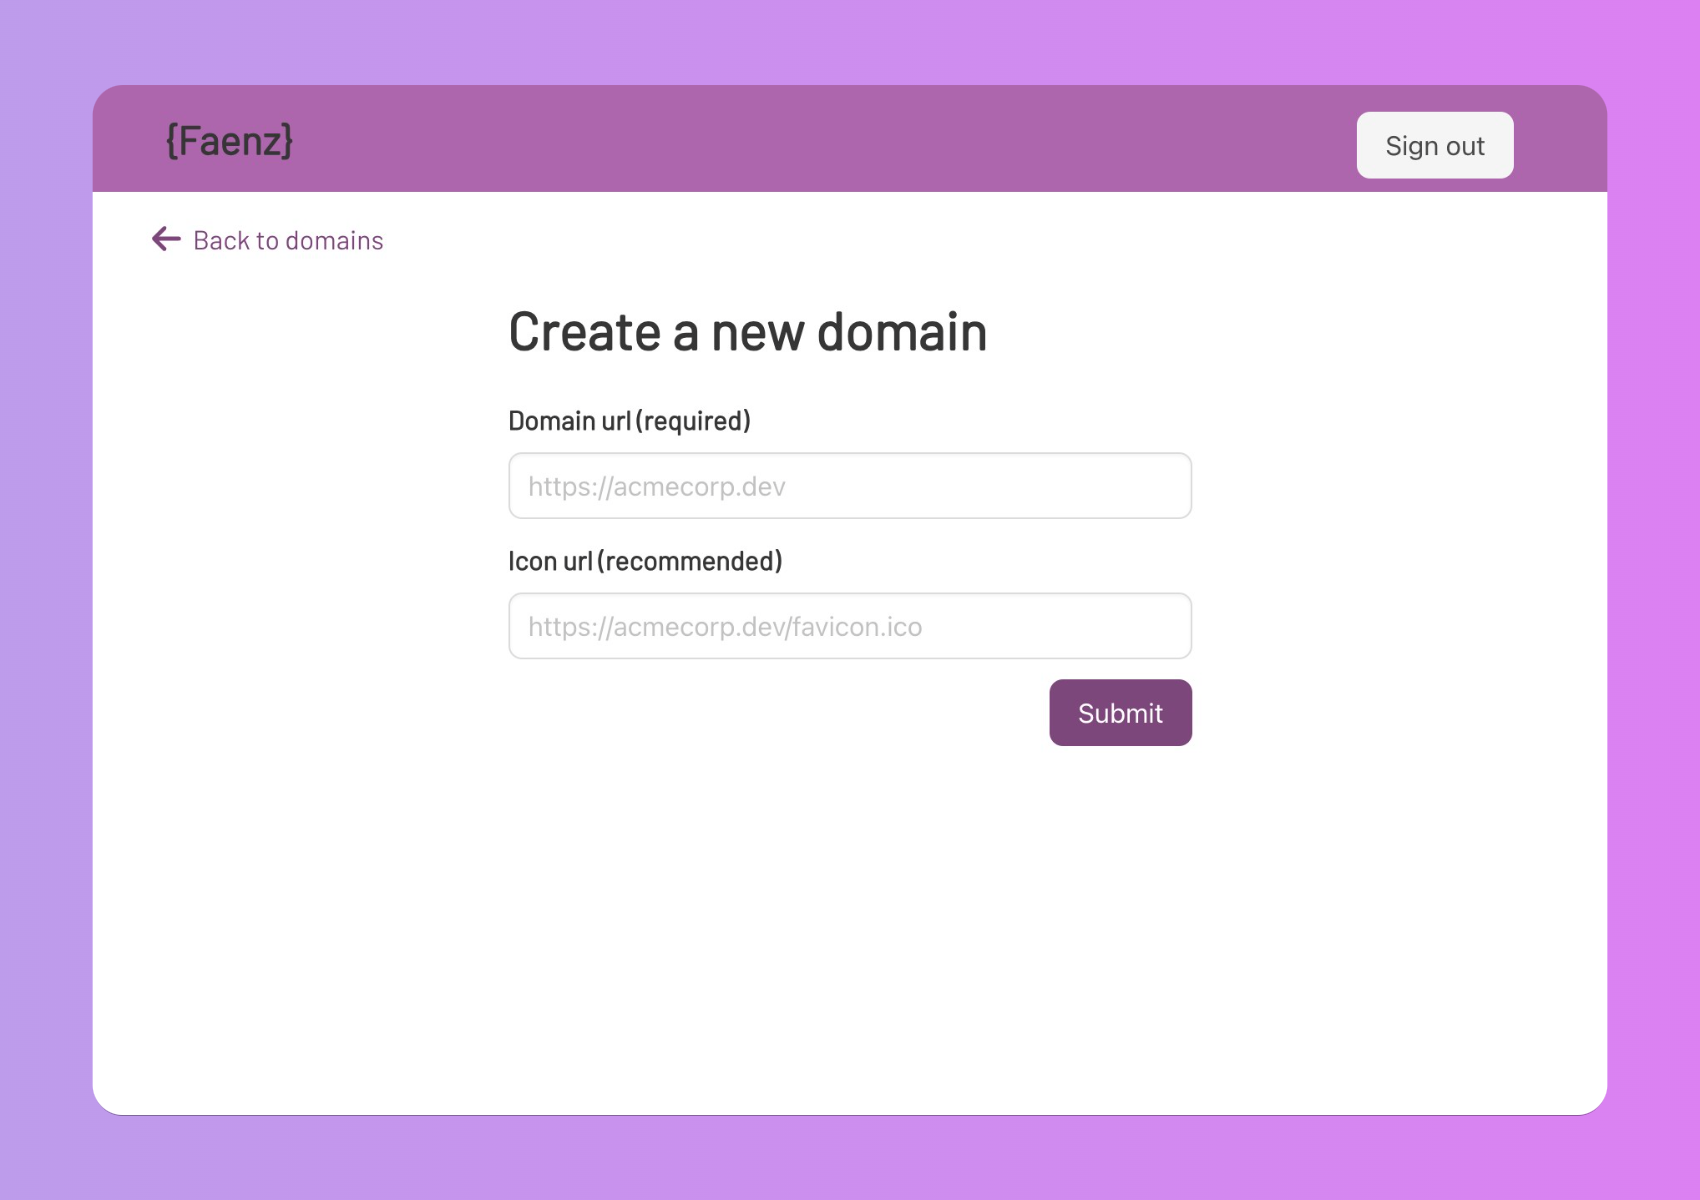 {Faenz}
Sign out
Back to domains
Create a new domain
Domain url (required)
https://acmecorp.dev
Icon url (recommended)
https://acmecorp.dev/favicon.ico
Submit